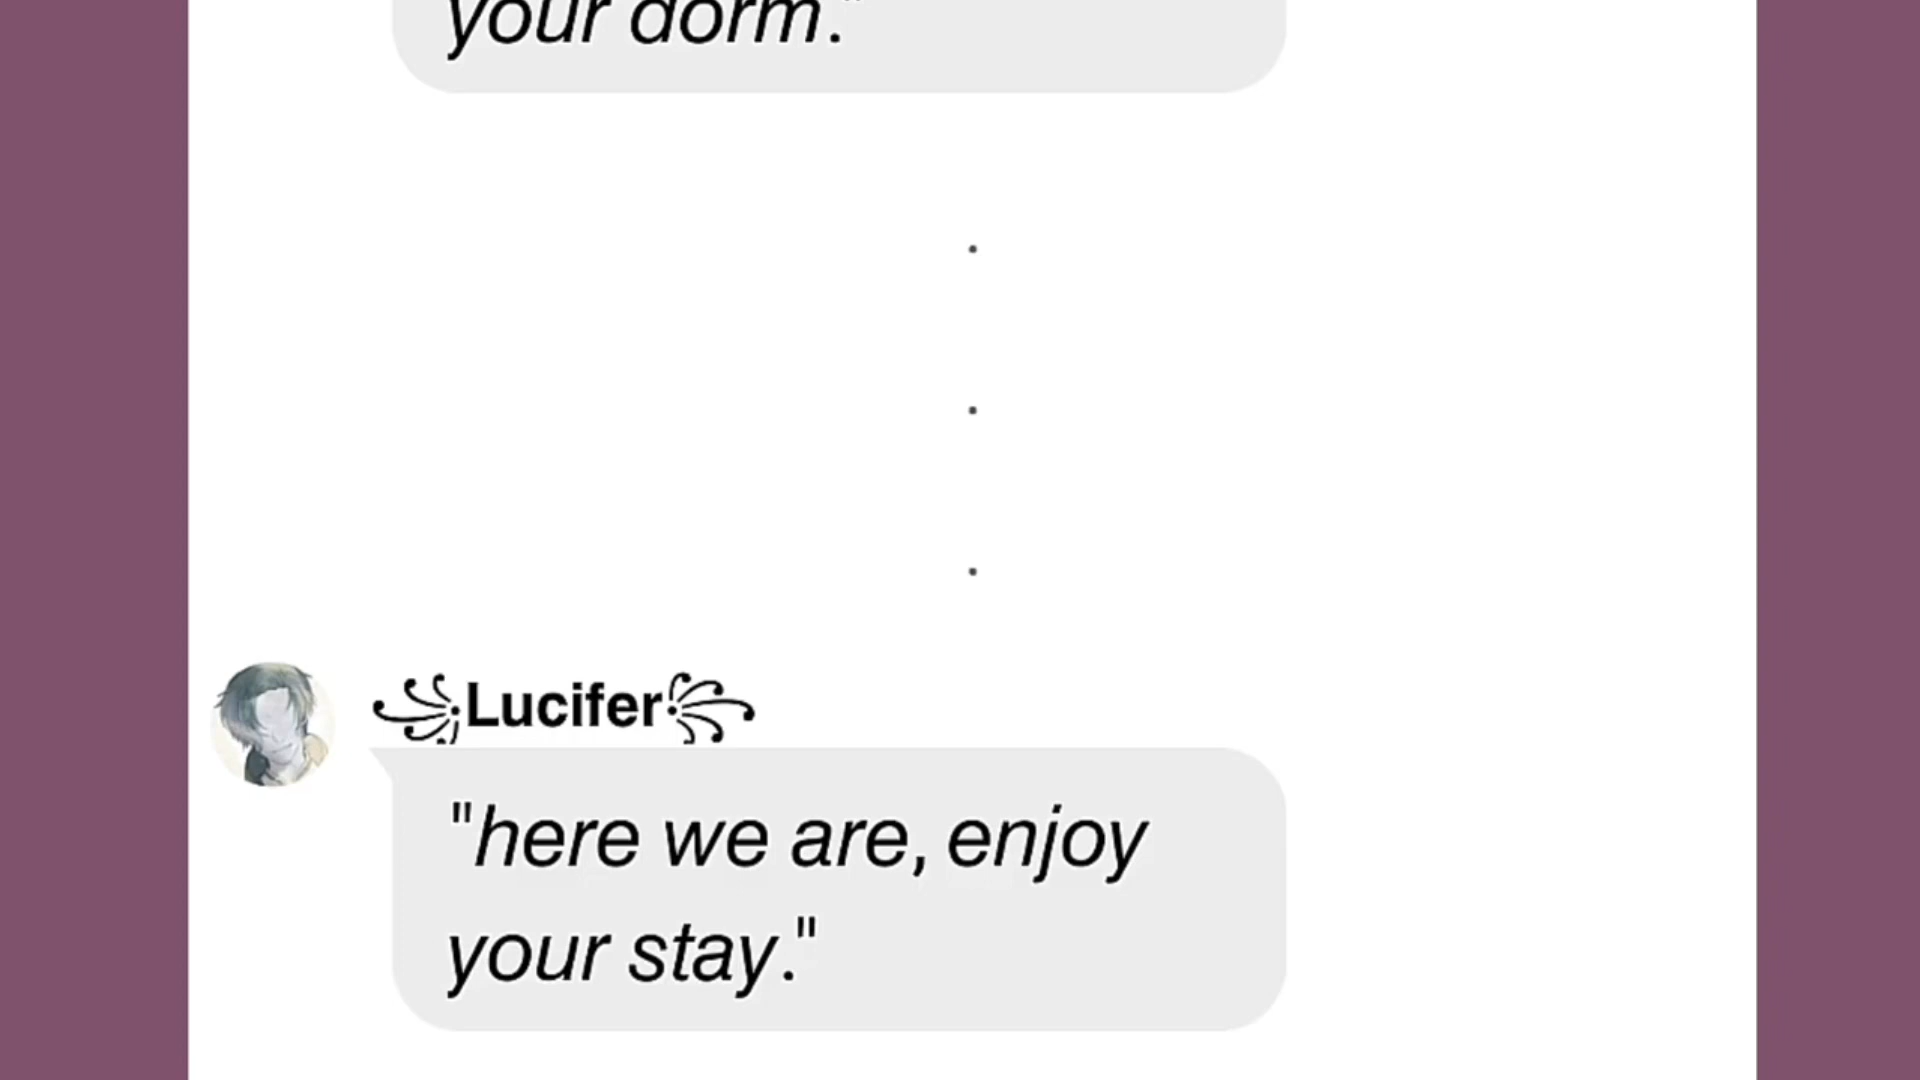 your dorm."
.
.
.
꧁Lucifer꧂
"here we are, enjoy
your stay."